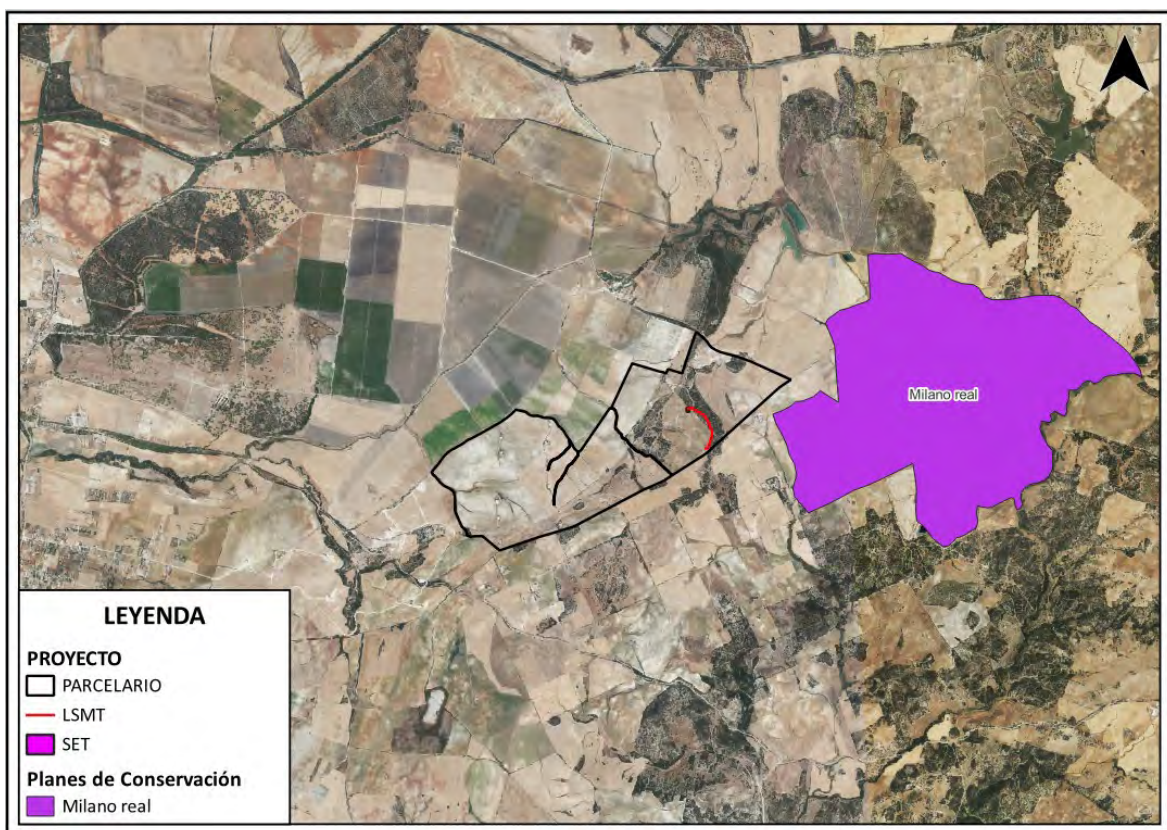 Milano real
LEYENDA
PROYECTO
PARCELARIO
LSMT
SET
Planes de Conservación
Milano real